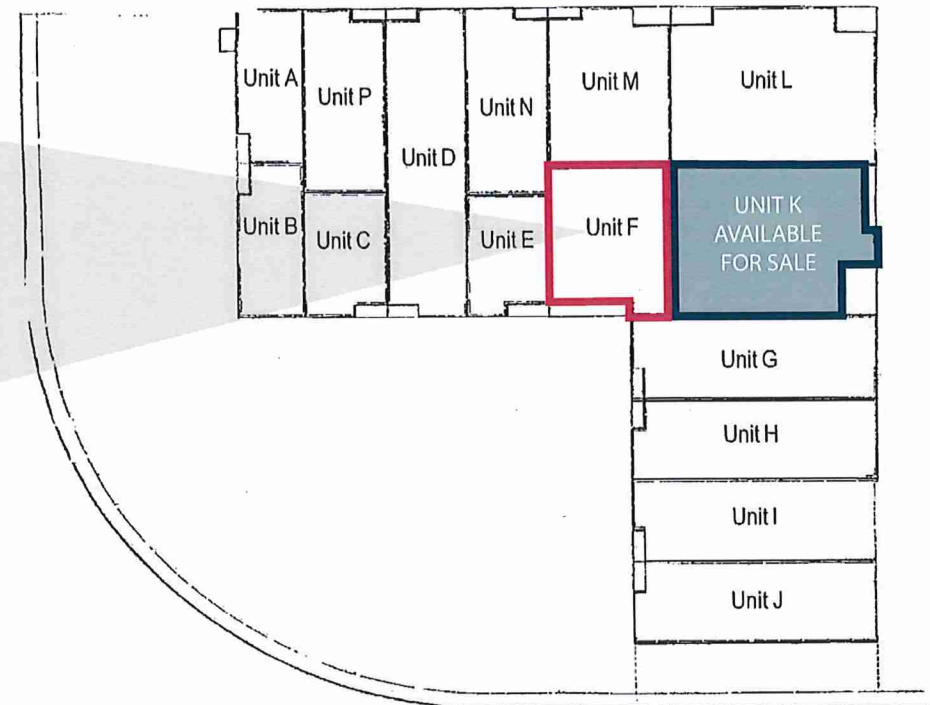 Unit A
Unit P
Unit D
Unit N
Unit M
Unit L
Unit B
Unit C
Unit E
Unit F
UNIT K
AVAILABLE
FOR SALE
Unit G
Unit H
Unit I
Unit J